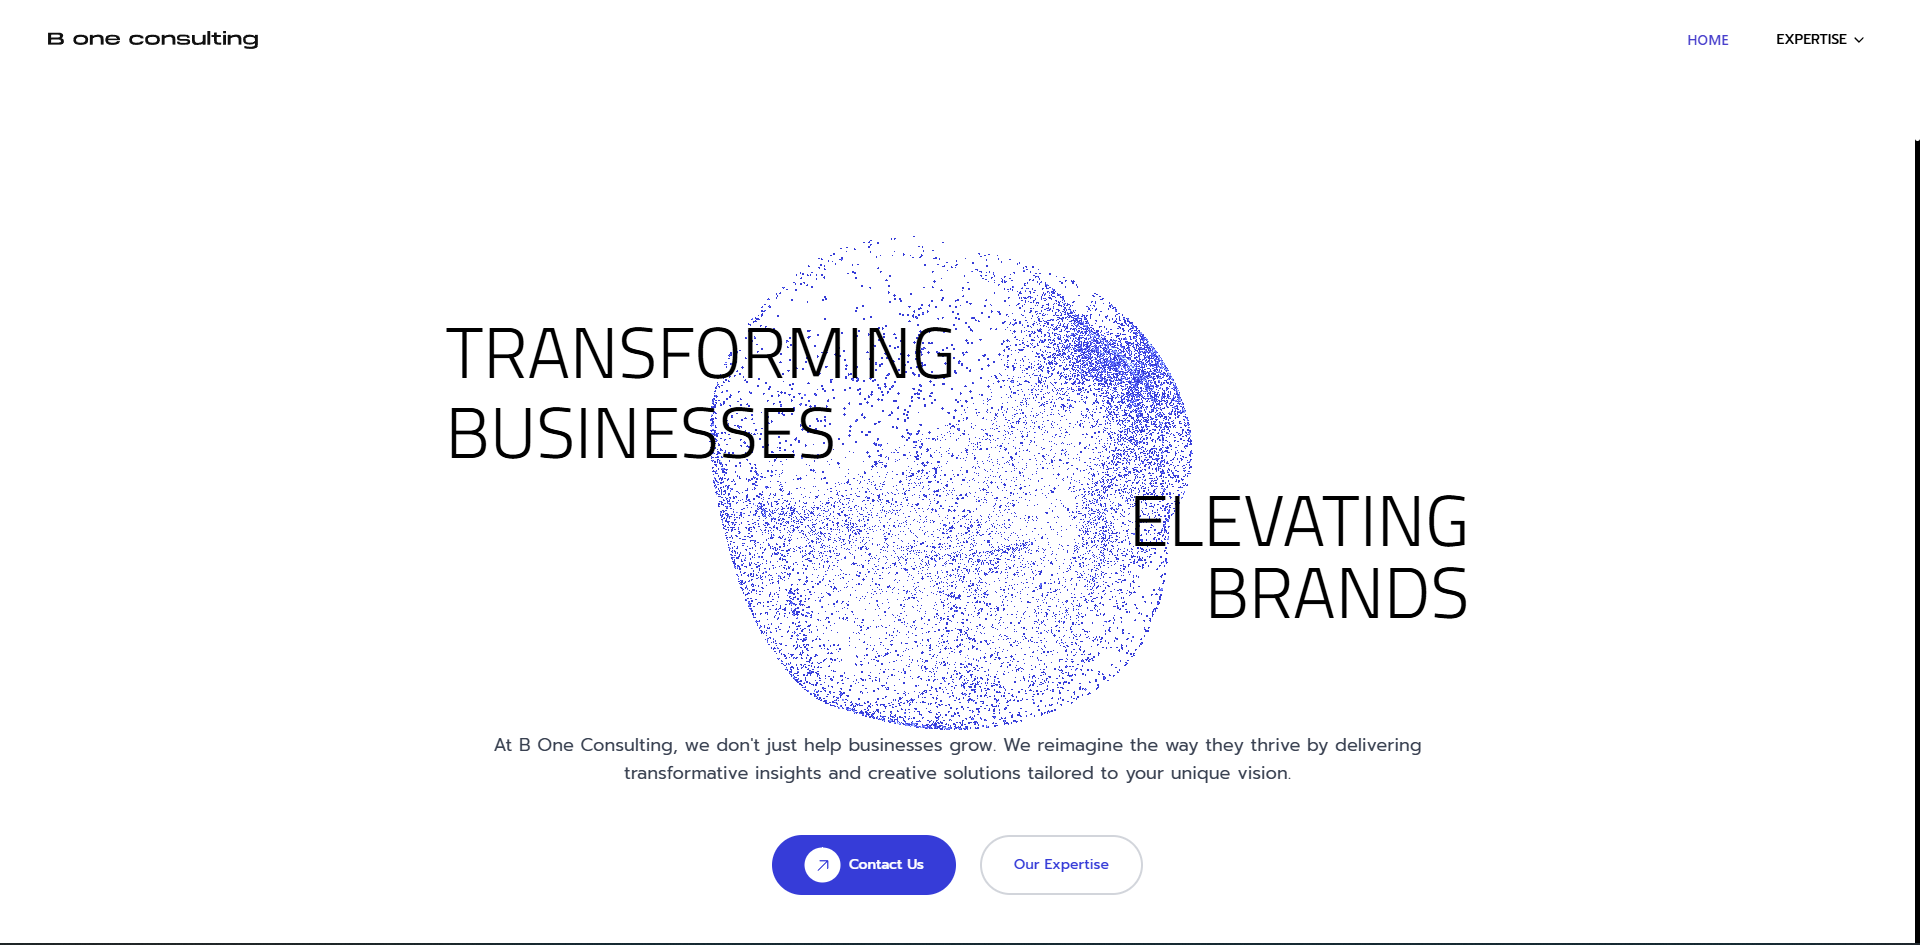 B one consulting
HOME
EXPERTISE
TRANSFORMING
BUSINESSES
ELEVATING
BRANDS
At B One Consulting, we don't just help businesses grow. We reimagine the way they thrive by delivering
transformative insights and creative solutions tailored to your unique vision.
Contact Us
Our Expertise